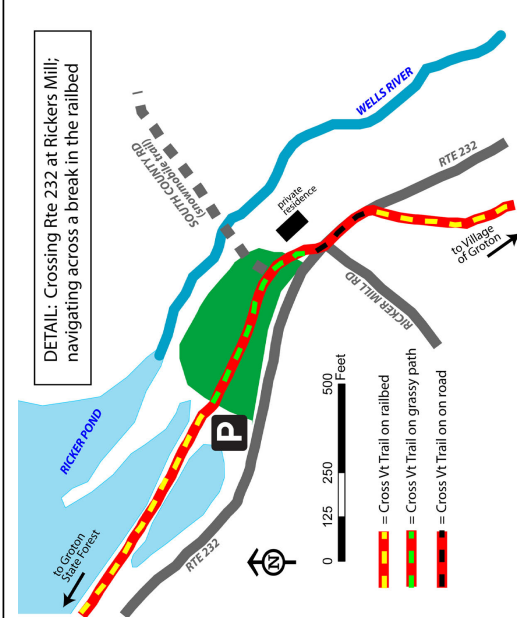 DETAIL: Crossing Rte 232 at Rickers Mill;
navigating across a break in the railbed
WELLS RIVER
SOUTH COUNTY RD
(snowmobile trail)
RTE 232
private
residence
to Village
of Groton
RICKER MILL RD
RICKER POND
P
to Groton
State Forest
RTE 232
N
0 125 250 500
Feet
= Cross Vt Trail on railbed
= Cross Vt Trail on grassy path
= Cross Vt Trail on on road